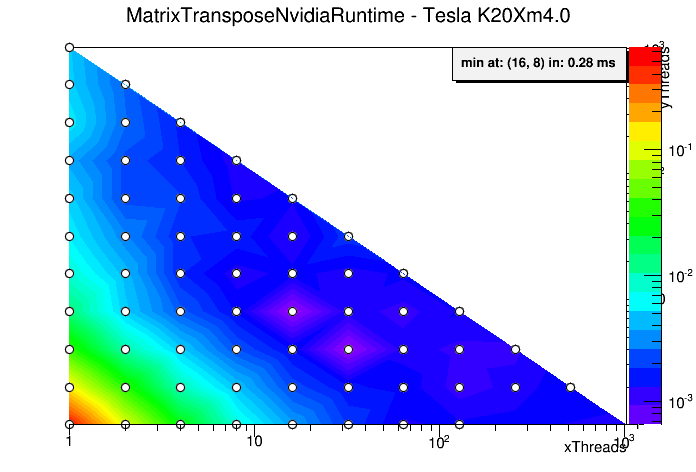 MatrixTransposeNvidiaRuntime - Tesla K20Xm4.0
min at: (16, 8) in: 0.28 ms
yThreads
10⁻¹
10⁻²
10⁻³
1
10
10²
10³
xThreads